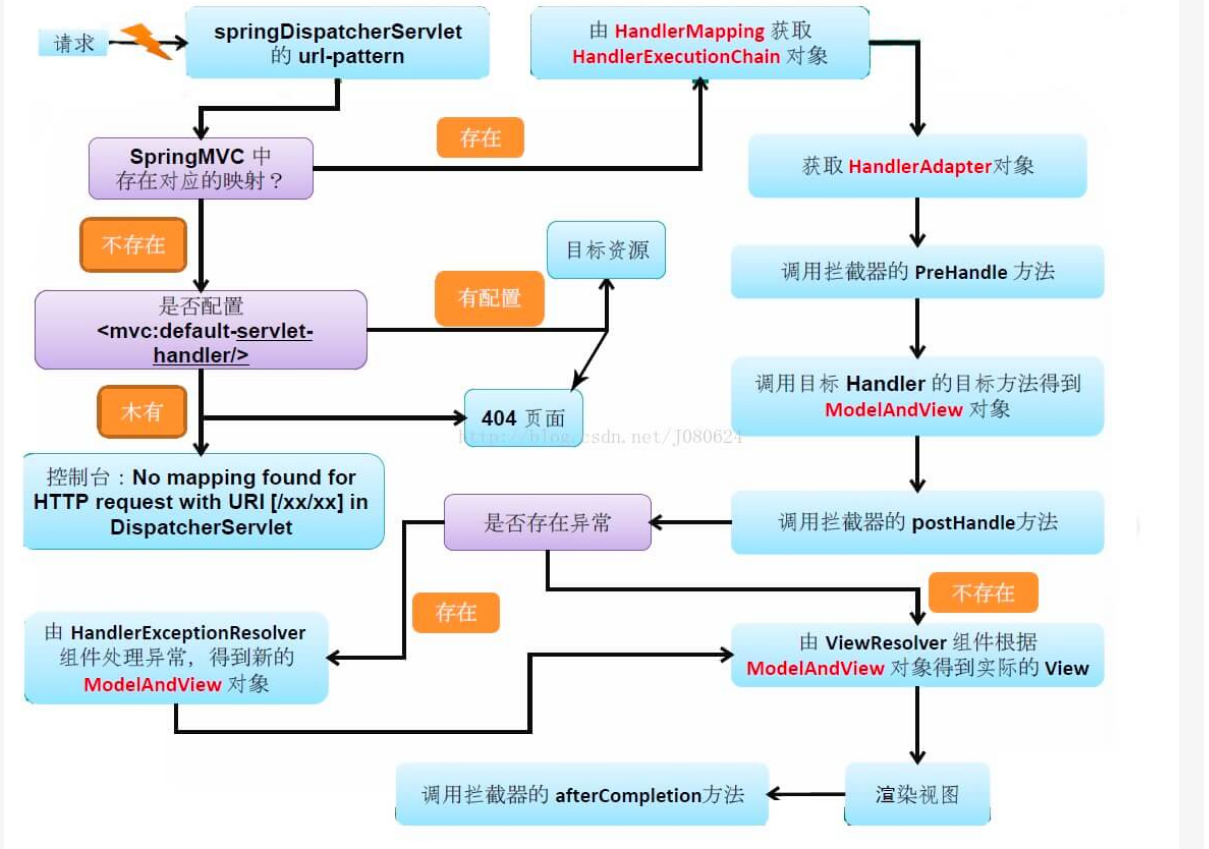 请求
springDispatcherServlet
的 url-pattern
由 HandlerMapping 获取
HandlerExecutionChain 对象
存在
SpringMVC 中
存在对应的映射？
获取 HandlerAdapter对象
不存在
目标资源
调用拦截器的 PreHandle 方法
有配置
是否配置
<mvc:default-servlet-
handler/>
调用目标 Handler 的目标方法得到
ModelAndView 对象
木有
404 页面
http://blog.csdn.net/J080624
控制台：No mapping found for
HTTP request with URI [/xx/xx] in
DispatcherServlet
是否存在异常
调用拦截器的 postHandle方法
存在
不存在
由 HandlerExceptionResolver
组件处理异常，得到新的
ModelAndView 对象
由 ViewResolver 组件根据
ModelAndView 对象得到实际的 View
调用拦截器的 afterCompletion方法
渲染视图